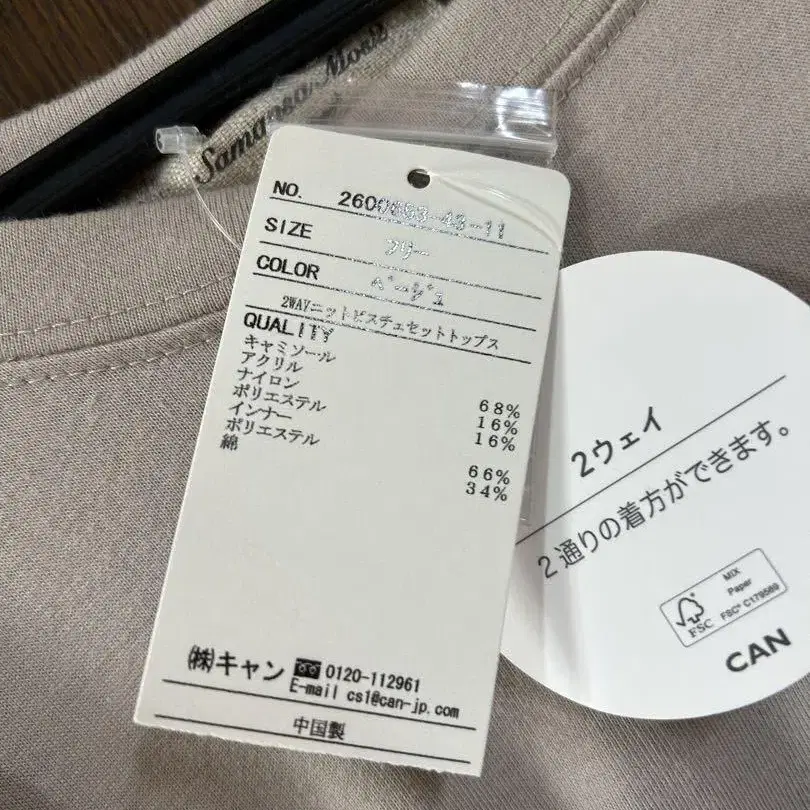 Samansa Mos2
NO. 2600653-43-11
SIZE フリー
COLOR ベージュ
2WAYニットビスチェセットトップス
QUALITY
キャミソール
アクリル 68%
ナイロン 16%
ポリエステル 16%
インナー
ポリエステル 66%
綿 34%
㈱キャン 0120-112961
E-mail cs1@can-jp.com
中国製
2ウェイ
2通りの着方ができます。
FSC
MIX
Paper
FSC® C179569
CAN